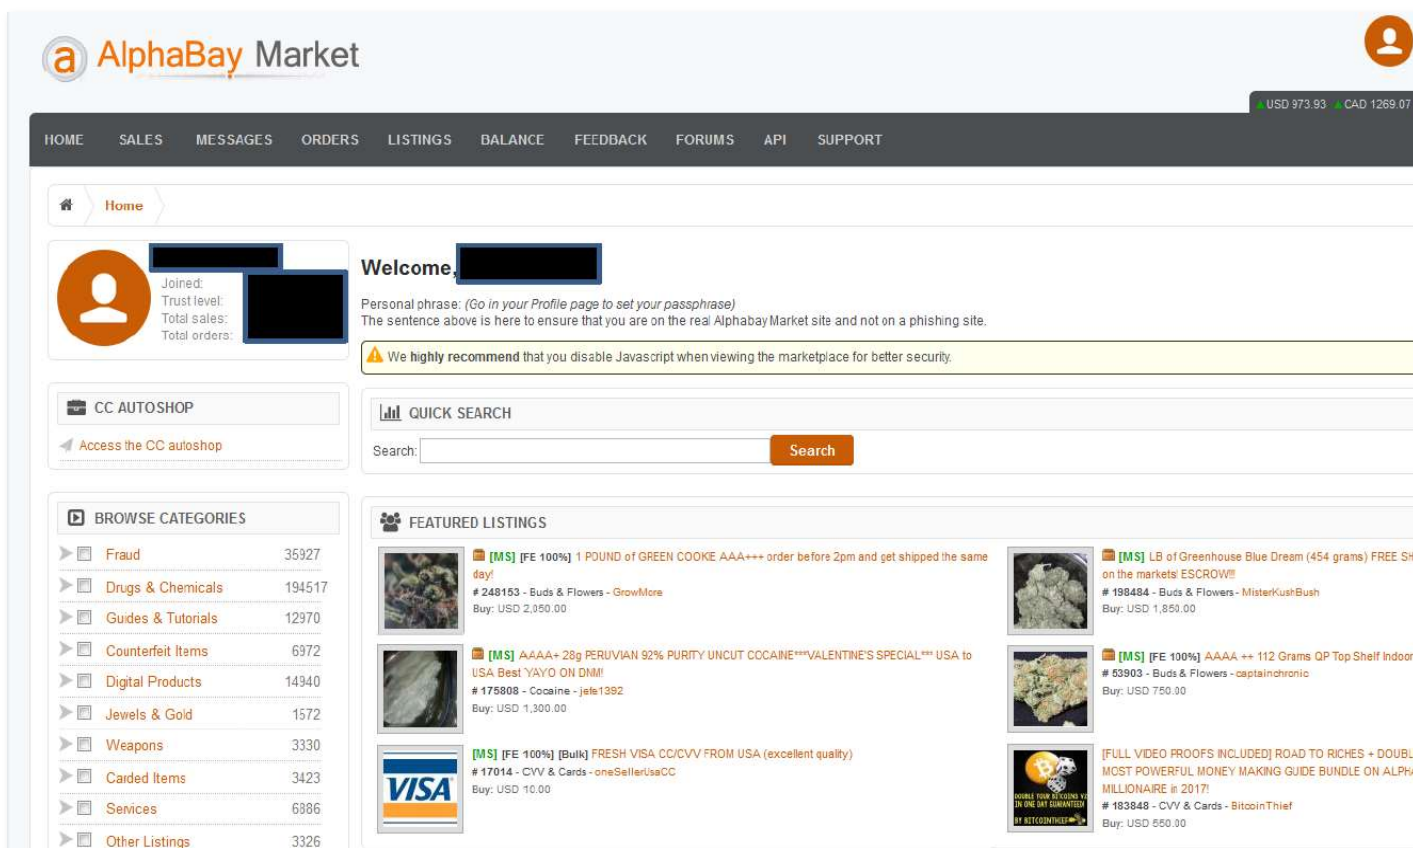 a AlphaBay Market
USD 973.93 CAD 1269.07
HOME SALES MESSAGES ORDERS LISTINGS BALANCE FEEDBACK FORUMS API SUPPORT
Home
Joined:
Trust level:
Total sales:
Total orders:
Welcome,
Personal phrase: (Go in your Profile page to set your passphrase)
The sentence above is here to ensure that you are on the real Alphabay Market site and not on a phishing site.
We highly recommend that you disable Javascript when viewing the marketplace for better security.
CC AUTOSHOP
Access the CC autoshop
QUICK SEARCH
Search: Search
BROWSE CATEGORIES
Fraud 35927
Drugs & Chemicals 194517
Guides & Tutorials 12970
Counterfeit Items 6972
Digital Products 14940
Jewels & Gold 1572
Weapons 3330
Carded Items 3423
Services 6886
Other Listings 3326
FEATURED LISTINGS
[MS] [FE 100%] 1 POUND of GREEN COOKIE AAA+++ order before 2pm and get shipped the same
day!
# 248153 - Buds & Flowers - GrowMore
Buy: USD 2,050.00
[MS] LB of Greenhouse Blue Dream (454 grams) FREE SH
on the markets! ESCROW!!!
# 198484 - Buds & Flowers - MisterKushBush
Buy: USD 1,850.00
[MS] AAAA+ 28g PERUVIAN 92% PURITY UNCUT COCAINE***VALENTINE'S SPECIAL*** USA to
USA Best 'YAYO ON DNM!
# 175808 - Cocaine - jefe1392
Buy: USD 1,300.00
[MS] [FE 100%] AAAA ++ 112 Grams QP Top Shelf Indoor
# 53903 - Buds & Flowers - captainchronic
Buy: USD 750.00
VISA
[MS] [FE 100%] [Bulk] FRESH VISA CC/CVV FROM USA (excellent quality)
# 17014 - CVV & Cards - oneSellerUsaCC
Buy: USD 10.00
DOUBLE YOUR BITCOINS
IN ONE DAY GUARANTEED
BY BITCOINTHIEF
[FULL VIDEO PROOFS INCLUDED] ROAD TO RICHES + DOUBL
MOST POWERFUL MONEY MAKING GUIDE BUNDLE ON ALPHA
MILLIONAIRE in 2017!
# 183848 - CVV & Cards - BitcoinThief
Buy: USD 550.00